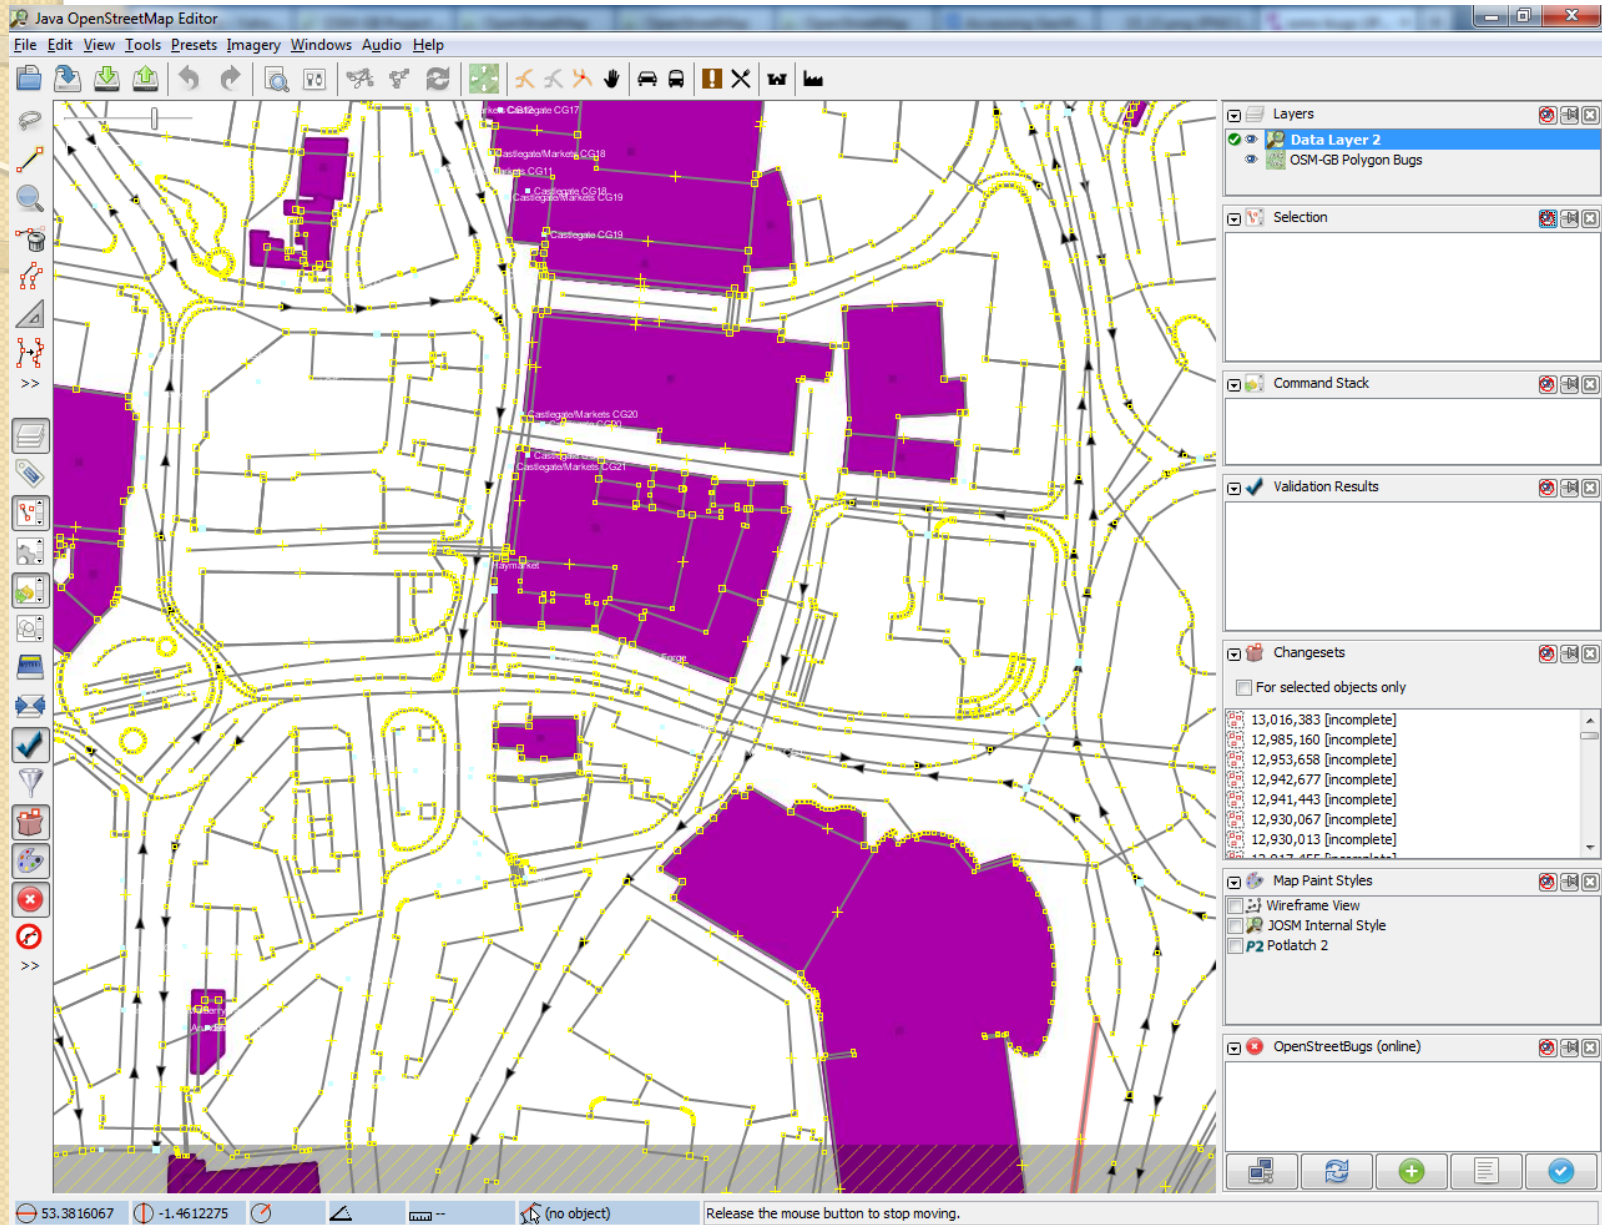 Java OpenStreetMap Editor
File Edit View Tools Presets Imagery Windows Audio Help
Castlegate CG17
Castlegate/Markets CG18
CG11
Castlegate CG18
Castlegate/Markets CG19
Castlegate CG19
Castlegate/Markets CG20
Castlegate/Markets CG21
Haymarket
Layers
Data Layer 2
OSM-GB Polygon Bugs
Selection
Command Stack
Validation Results
Changesets
For selected objects only
13,016,383 [incomplete]
12,985,160 [incomplete]
12,953,658 [incomplete]
12,942,677 [incomplete]
12,941,443 [incomplete]
12,930,067 [incomplete]
12,930,013 [incomplete]
Map Paint Styles
Wireframe View
JOSM Internal Style
P2 Potlatch 2
OpenStreetBugs (online)
>>
>>
53.3816067 -1.4612275 -- (no object) Release the mouse button to stop moving.